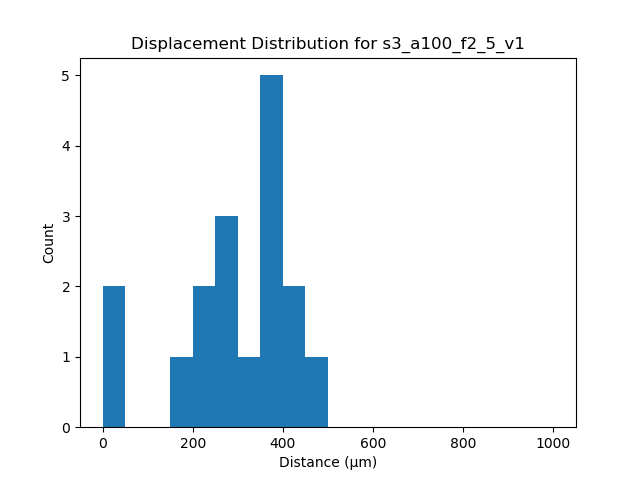 Displacement Distribution for s3_a100_f2_5_v1
5
4
3
2
1
0
Count
0 200 400 600 800 1000
Distance (μm)